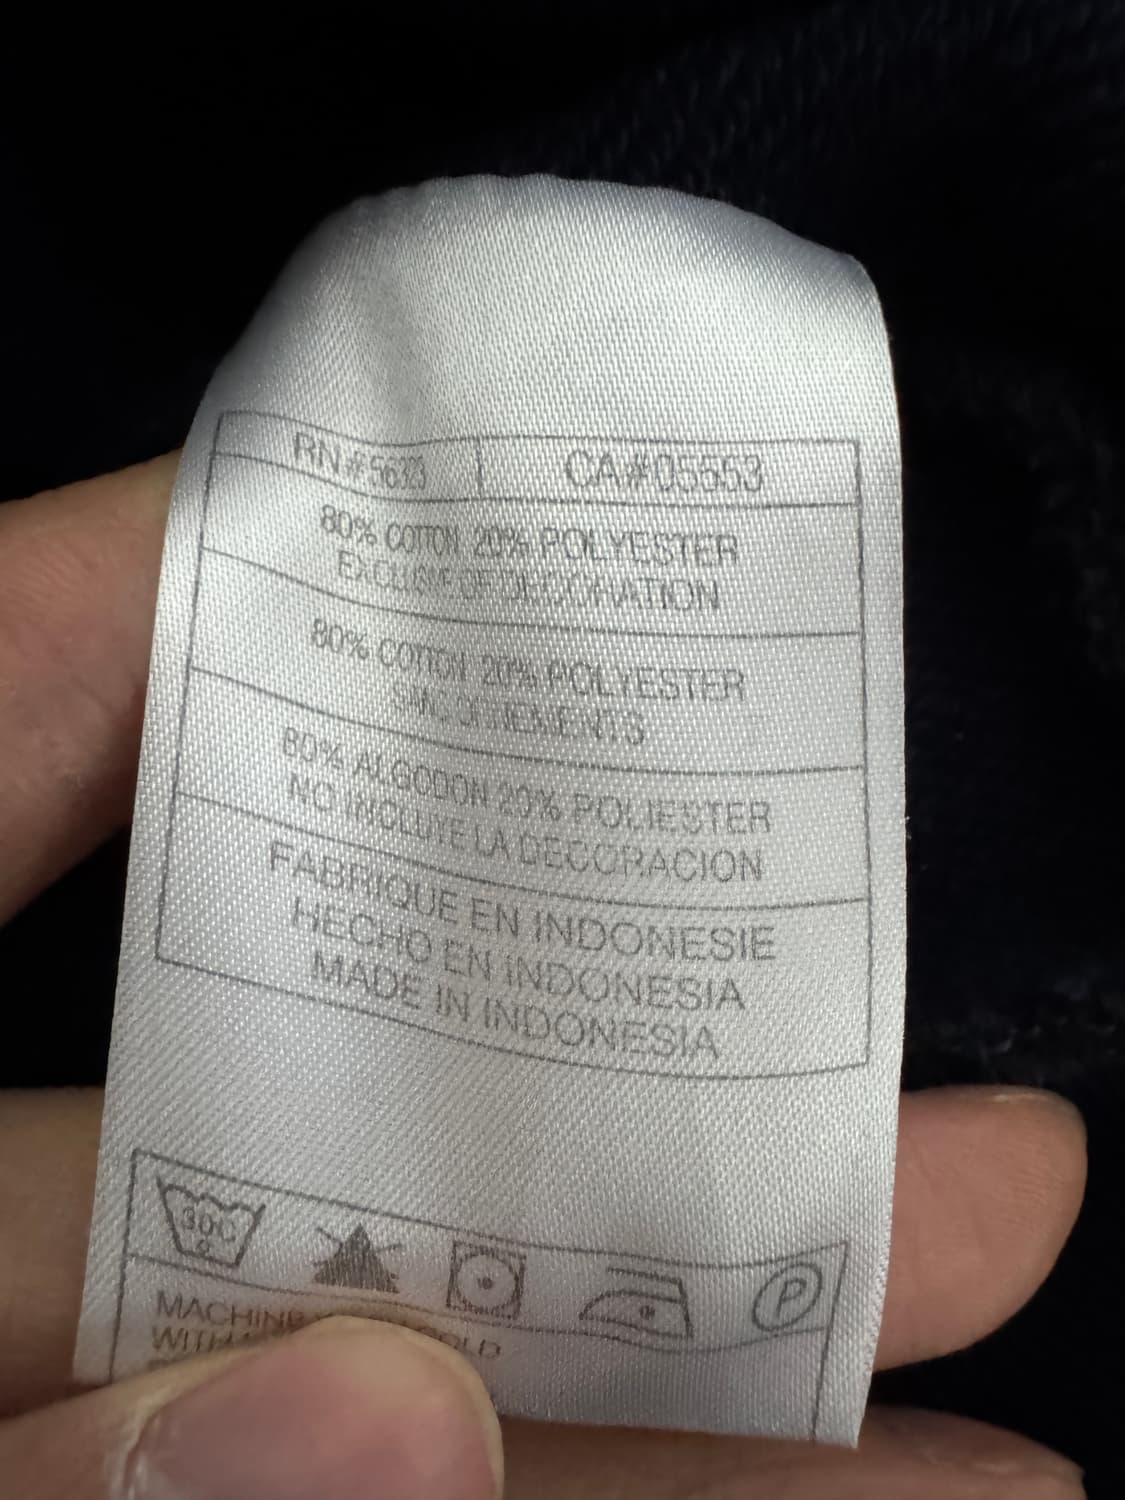 RN#5633 CA#05553
80% COTTON 20% POLYESTER
EXCLUSIVE OF DECORATION
80% COTTON 20% POLYESTER
SANS ORNEMENTS
80% ALGODON 20% POLIESTER
NO INCLUYE LA DECORACION
FABRIQUE EN INDONESIE
HECHO EN INDONESIA
MADE IN INDONESIA
30C
P
MACHINE